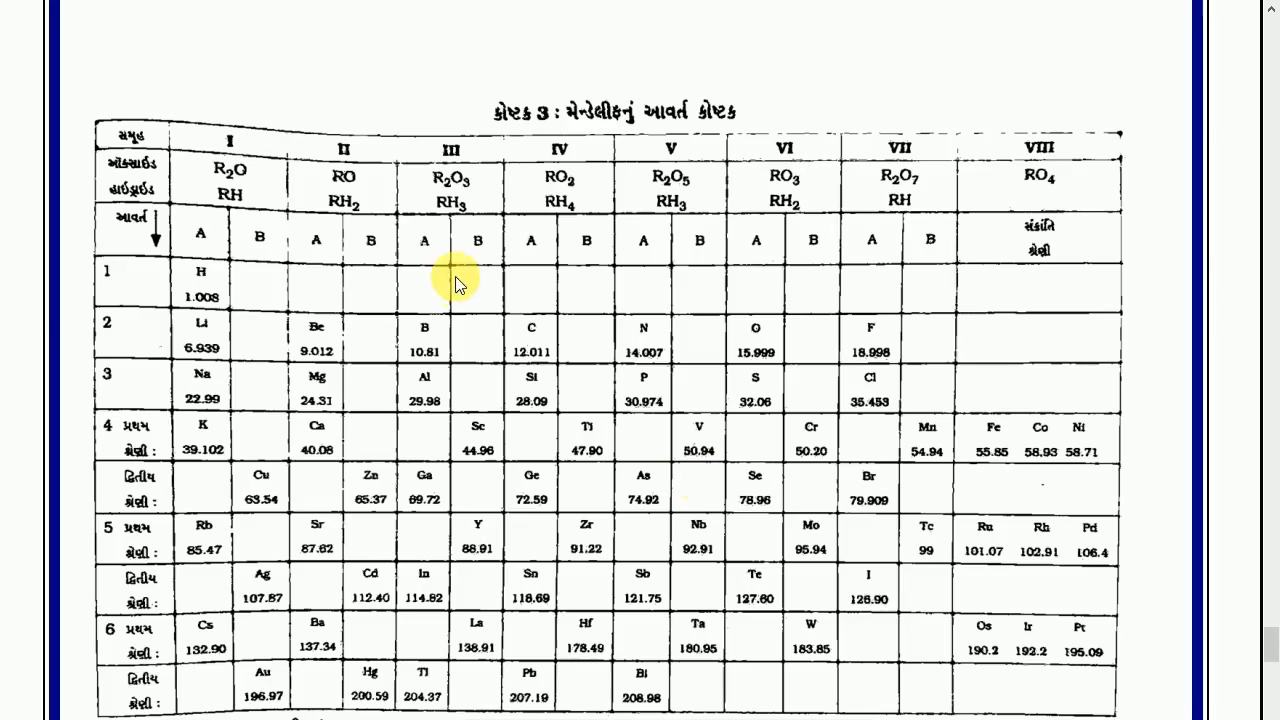 કોષ્ટક 3 : મેન્ડેલીફનું આવર્ત કોષ્ટક
સમૂહ I II III IV V VI VII VIII
ઑક્સાઇડ R2O RO R2O3 RO2 R2O5 RO3 R2O7 RO4
હાઇડ્રાઇડ RH RH2 RH3 RH4 RH3 RH2 RH
આવર્ત A B A B A B A B A B A B A B સંક્રાંતિ
શ્રેણી
1 H
1.008
2 Li Be B C N O F
6.939 9.012 10.81 12.011 14.007 15.999 18.998
3 Na Mg Al Si P S Cl
22.99 24.31 29.98 28.09 30.974 32.06 35.453
4 પ્રથમ K Ca Sc Ti V Cr Mn Fe Co Ni
શ્રેણી : 39.102 40.08 44.96 47.90 50.94 50.20 54.94 55.85 58.93 58.71
દ્વિતીય Cu Zn Ga Ge As Se Br
શ્રેણી : 63.54 65.37 69.72 72.59 74.92 78.96 79.909
5 પ્રથમ Rb Sr Y Zr Nb Mo Tc Ru Rh Pd
શ્રેણી : 85.47 87.62 88.91 91.22 92.91 95.94 99 101.07 102.91 106.4
દ્વિતીય Ag Cd In Sn Sb Te I
શ્રેણી : 107.87 112.40 114.82 118.69 121.75 127.60 126.90
6 પ્રથમ Cs Ba La Hf Ta W Os Ir Pt
શ્રેણી : 132.90 137.34 138.91 178.49 180.95 183.85 190.2 192.2 195.09
દ્વિતીય Au Hg Tl Pb Bi
શ્રેણી : 196.97 200.59 204.37 207.19 208.98